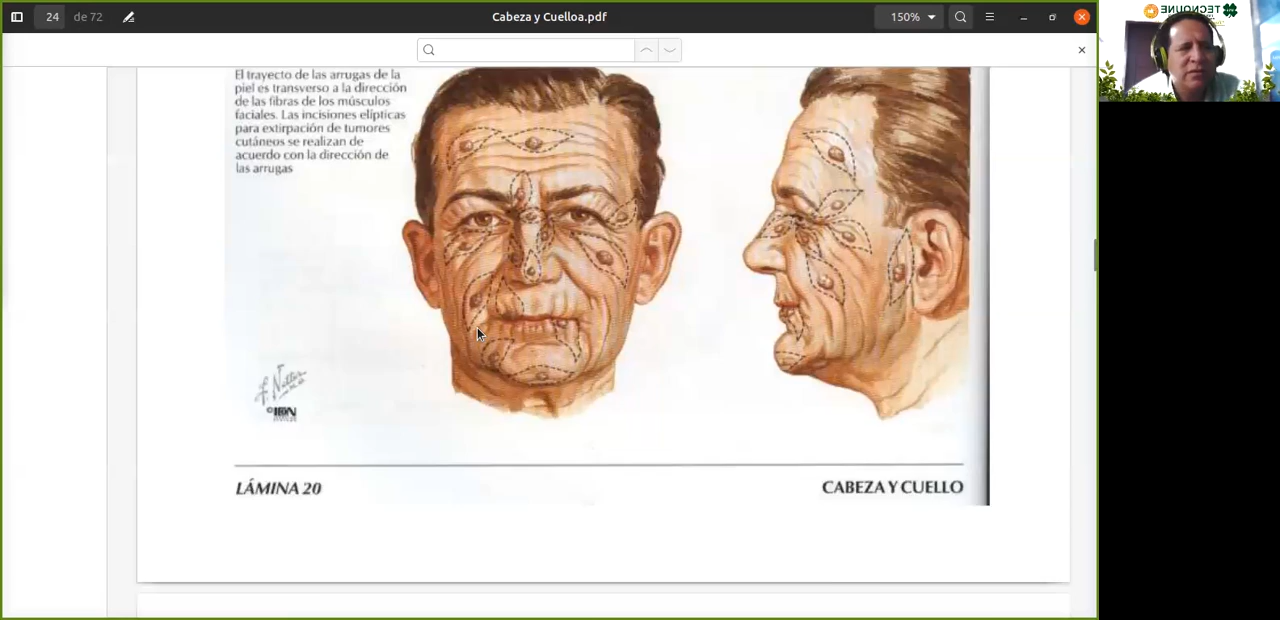 24 de 72
Cabeza y Cuelloa.pdf
150%
TECNOUNE
El trayecto de las arrugas de la
piel es transverso a la dirección
de las fibras de los músculos
faciales. Las incisiones elípticas
para extirpación de tumores
cutáneos se realizan de
acuerdo con la dirección de
las arrugas
F. Netter
LÁMINA 20
CABEZA Y CUELLO